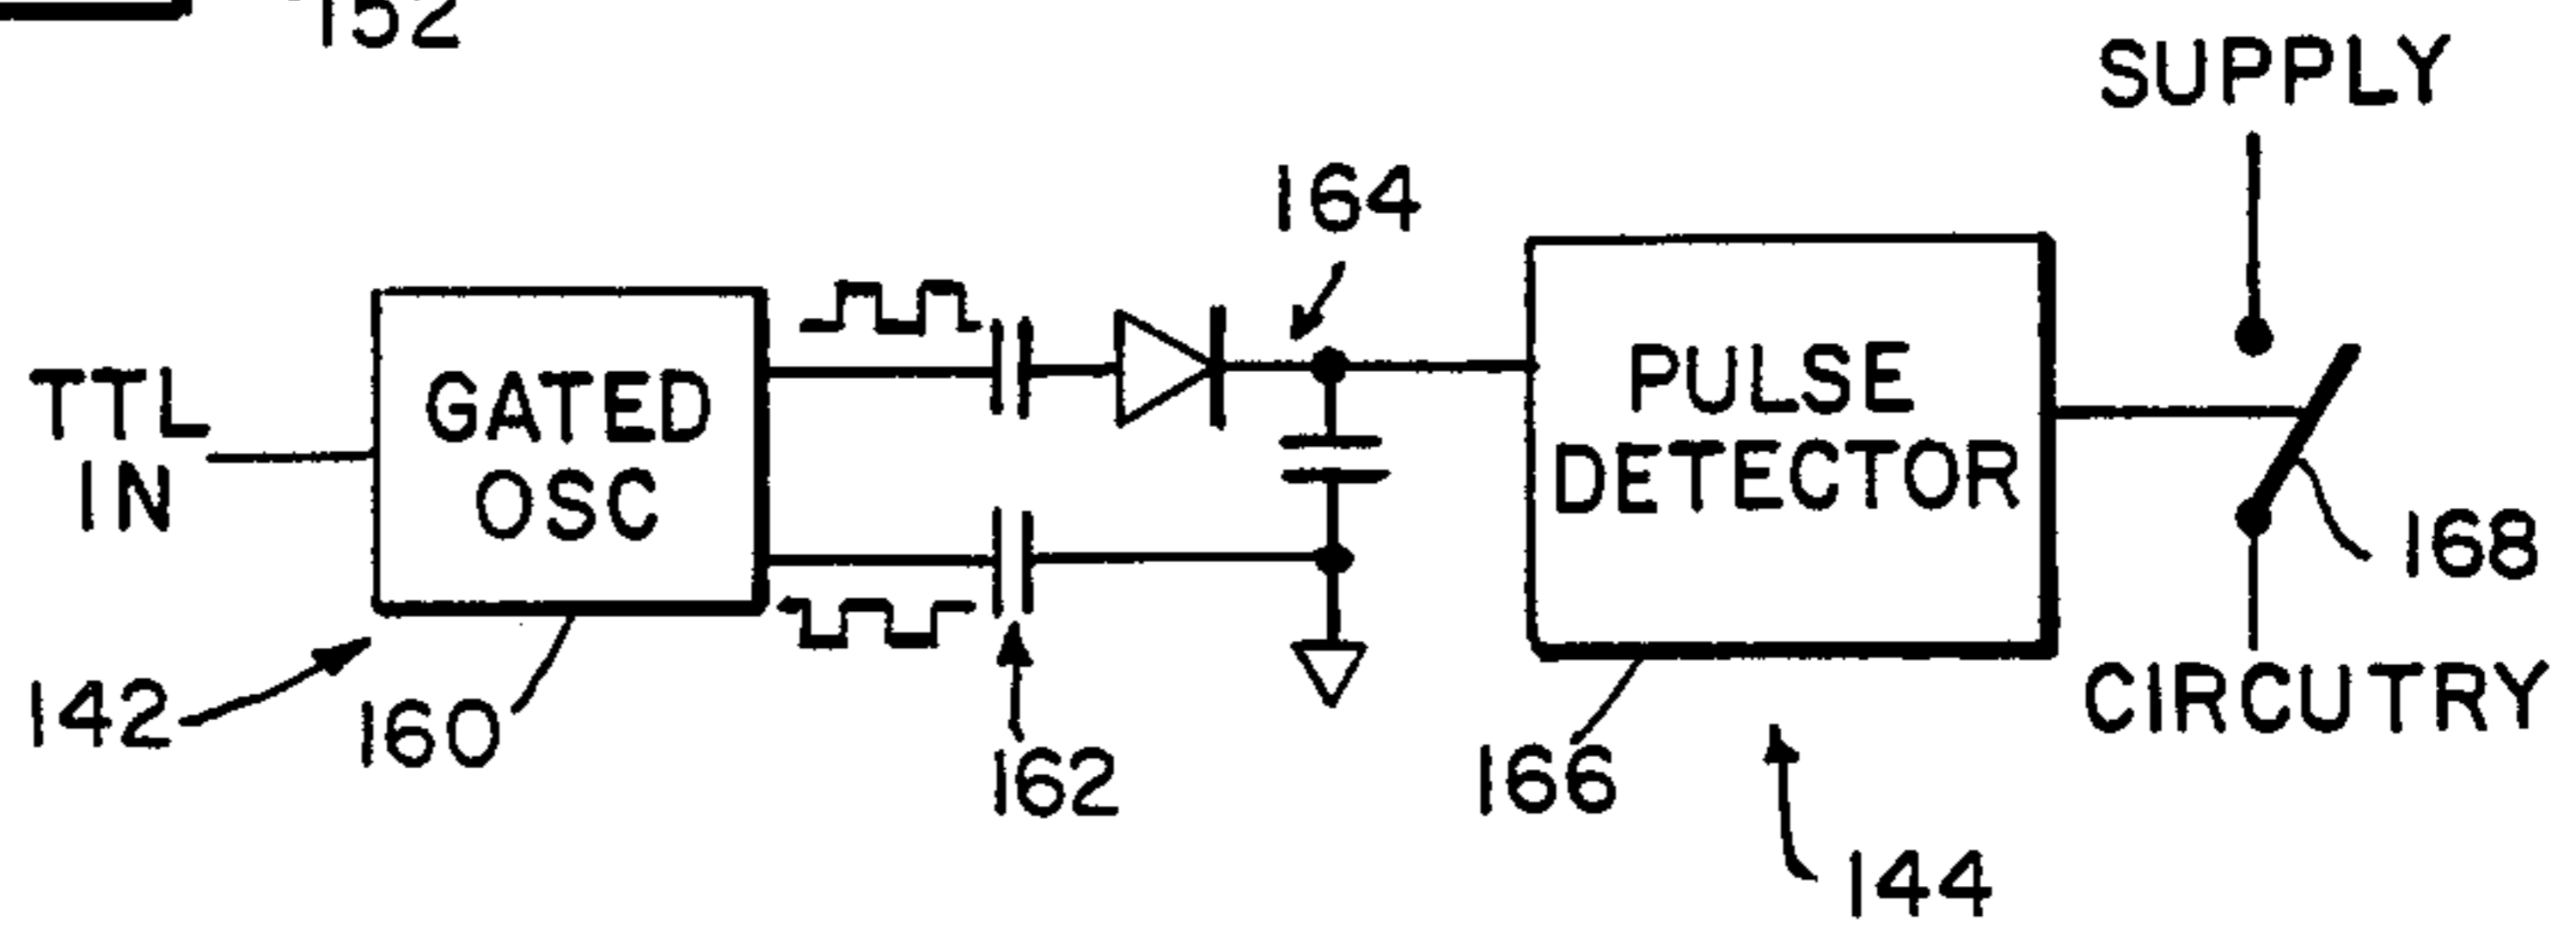 152
SUPPLY
164
TTL
IN
GATED
OSC
PULSE
DETECTOR
168
CIRCUTRY
142
160
162
166
144